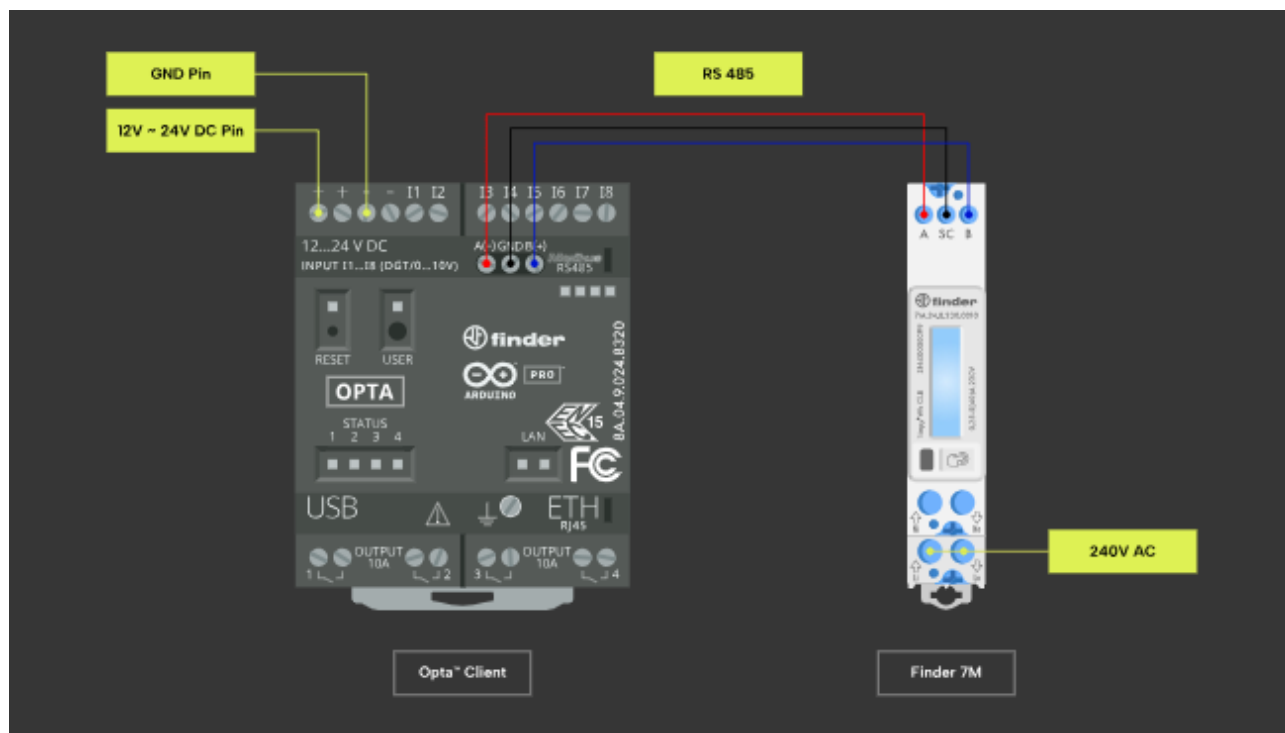 GND Pin
RS 485
12V ~ 24V DC Pin
+ + - - I1 I2
I3 I4 I5 I6 I7 I8
A SC B
12...24 V DC
A(-) GND B(+)
INPUT I1...I8 (DGT/0...10V)
RS485
finder
RESET USER
finder
8A.04.9.024.8320
PRO
ARDUINO
OPTA
STATUS
1 2 3 4
15
LAN
FC
USB
ETH
RJ45
OUTPUT
10A
1 2
OUTPUT
10A
3 4
240V AC
Opta™ Client
Finder 7M